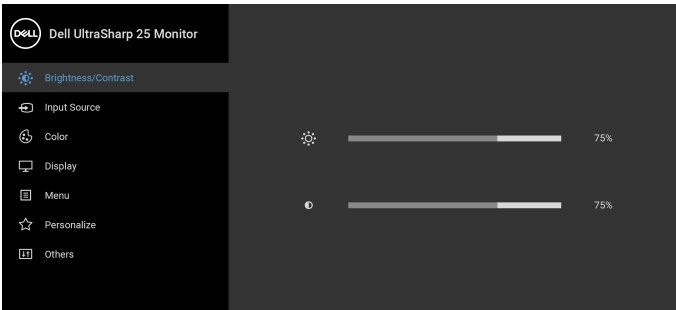 DELL
Dell UltraSharp 25 Monitor
Brightness/Contrast
Input Source
Color
75%
Display
Menu
75%
Personalize
Others